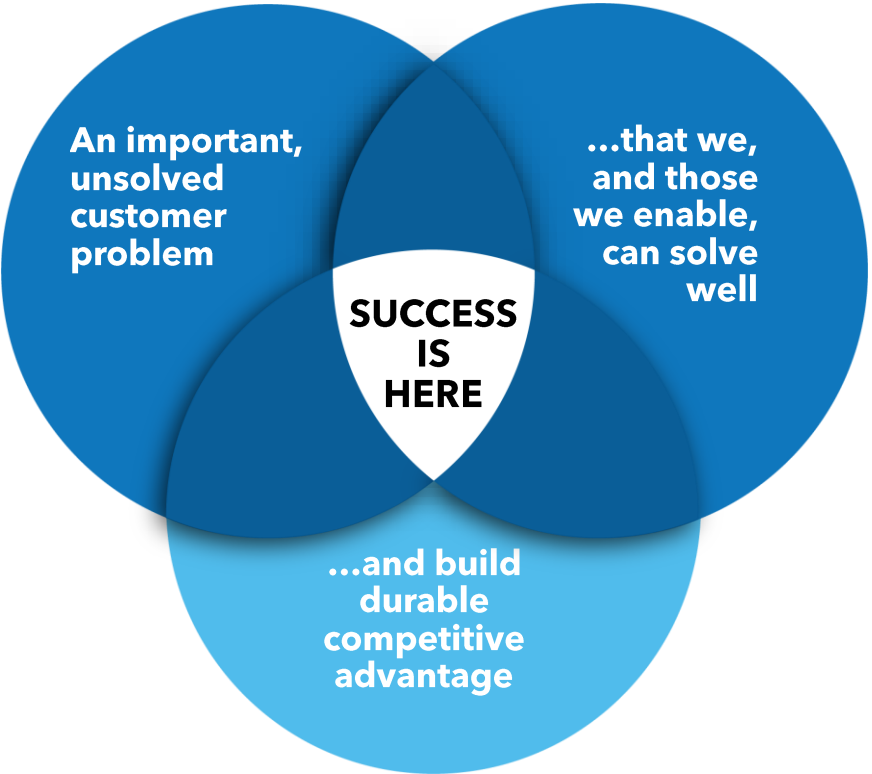 An important,
unsolved
customer
problem
...that we,
and those
we enable,
can solve
well
SUCCESS
IS
HERE
...and build
durable
competitive
advantage